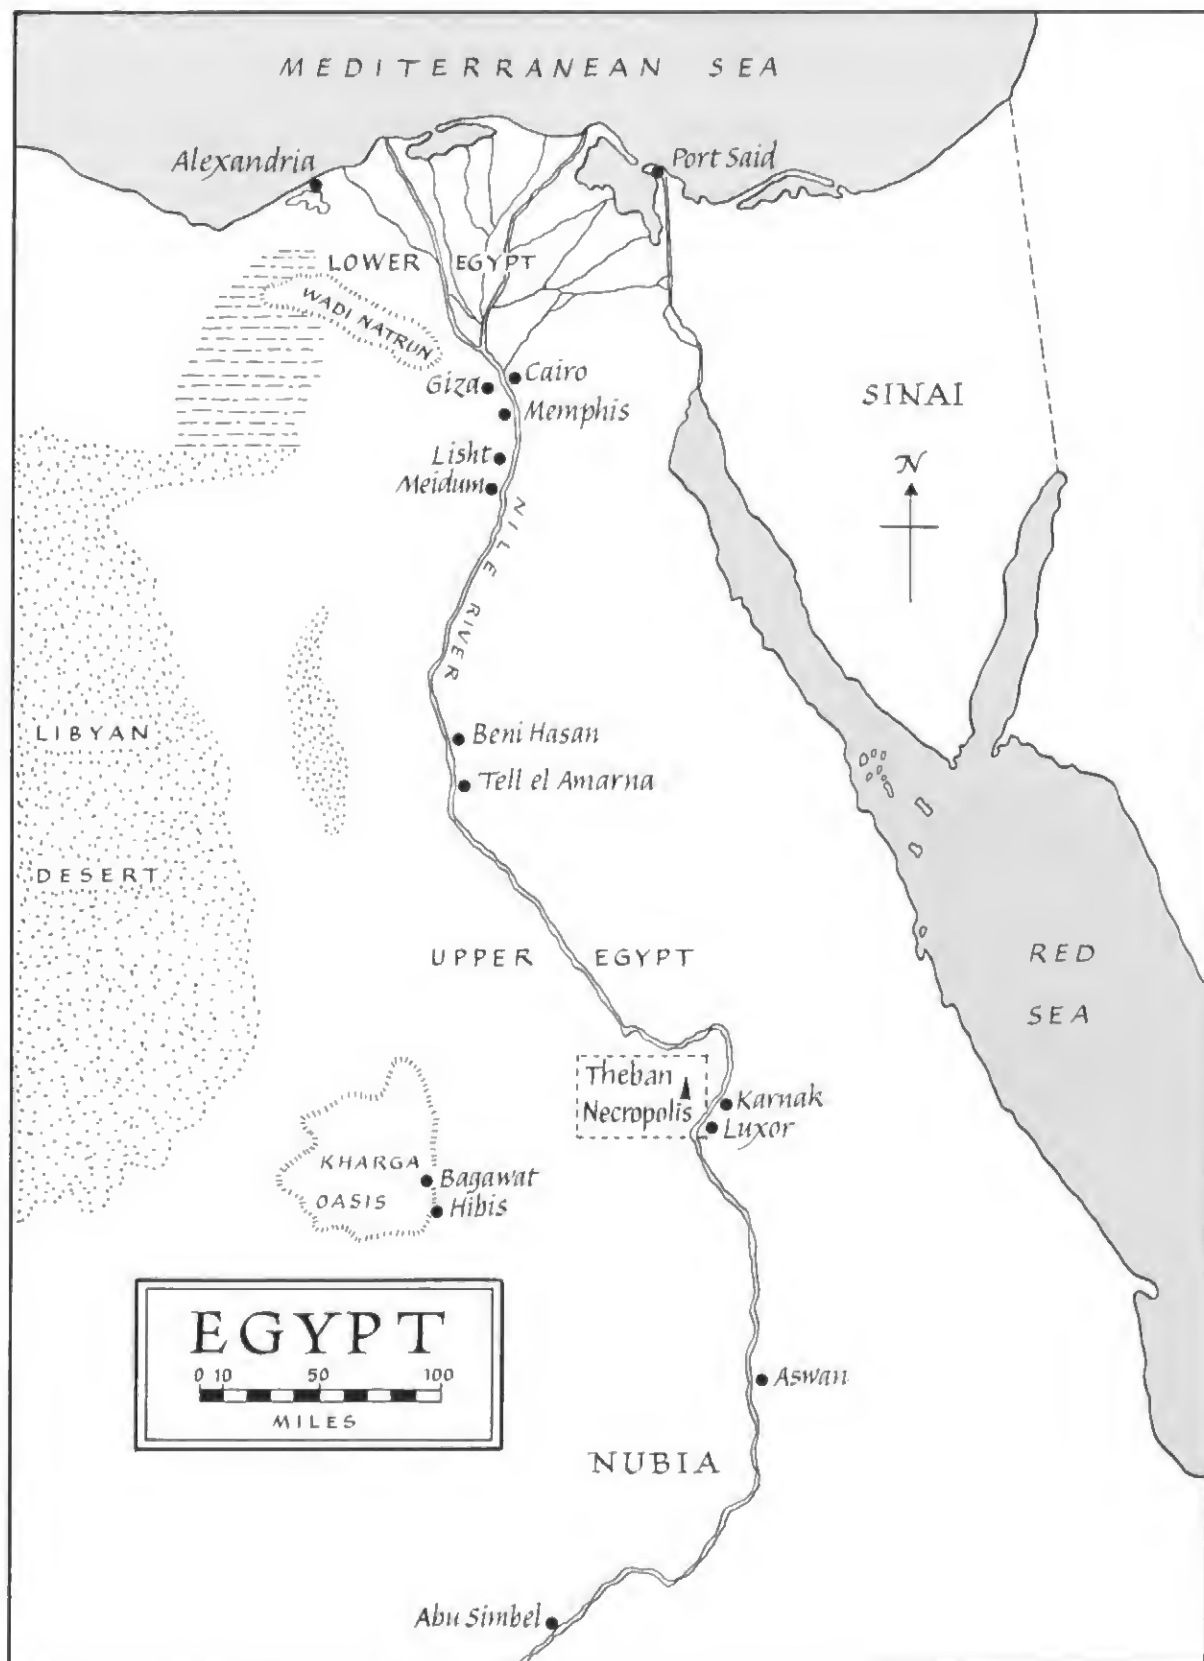 MEDITERRANEAN SEA
Alexandria
Port Said
LOWER EGYPT
WADI NATRUN
Giza
Cairo
Memphis
SINAI
Lisht
N
Meidum
NILE RIVER
LIBYAN
Beni Hasan
Tell el Amarna
DESERT
UPPER EGYPT
RED
SEA
Theban
Necropolis
Karnak
Luxor
KHARGA
OASIS
Bagawat
Hibis
EGYPT
0 10 50 100
MILES
Aswan
NUBIA
Abu Simbel